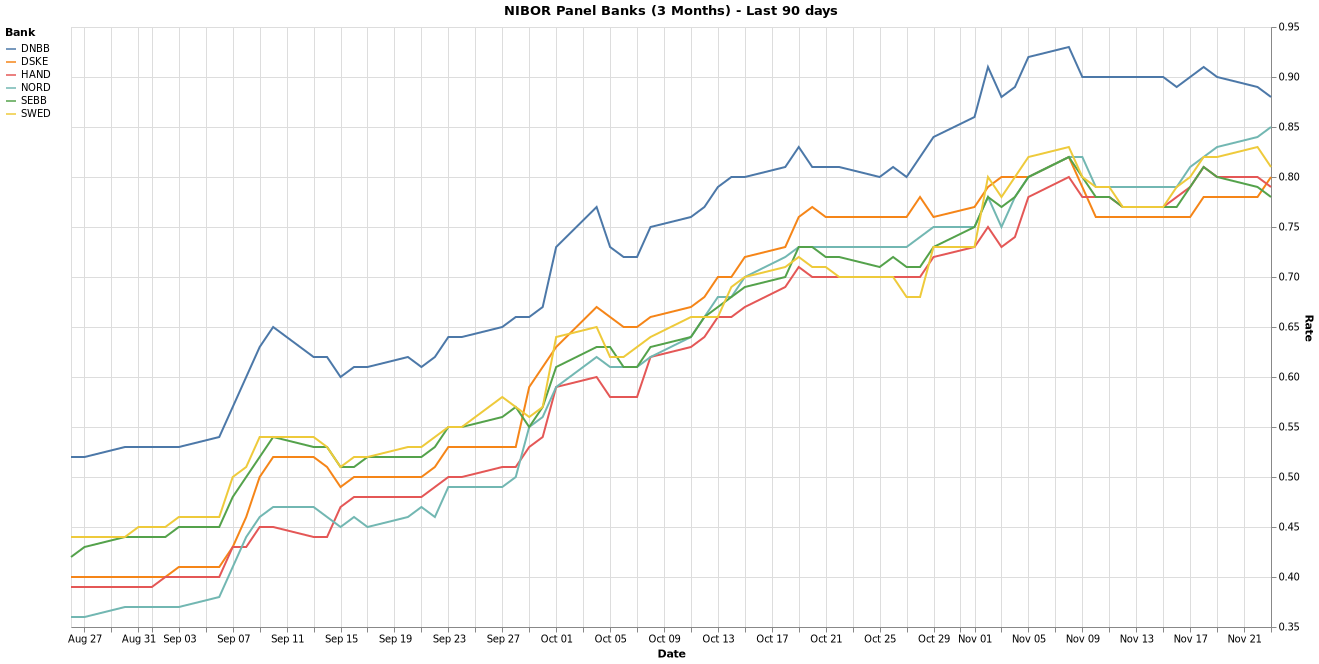 NIBOR Panel Banks (3 Months) - Last 90 days
Bank
DNBB
DSKE
HAND
NORD
SEBB
SWED
0.95
0.90
0.85
0.80
0.75
0.70
0.65
0.60
0.55
0.50
0.45
0.40
0.35
Rate
Aug 27 Aug 31 Sep 03 Sep 07 Sep 11 Sep 15 Sep 19 Sep 23 Sep 27 Oct 01 Oct 05 Oct 09 Oct 13 Oct 17 Oct 21 Oct 25 Oct 29 Nov 01 Nov 05 Nov 09 Nov 13 Nov 17 Nov 21
Date